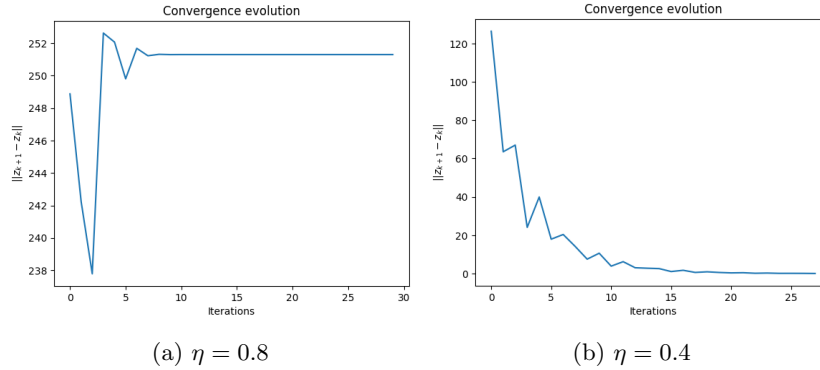 Convergence evolution
252
250
248
246
244
242
240
238
||z_{k+1} − z_k||
0 5 10 15 20 25 30
Iterations
(a) η = 0.8
Convergence evolution
120
100
80
60
40
20
0
||z_{k+1} − z_k||
0 5 10 15 20 25
Iterations
(b) η = 0.4